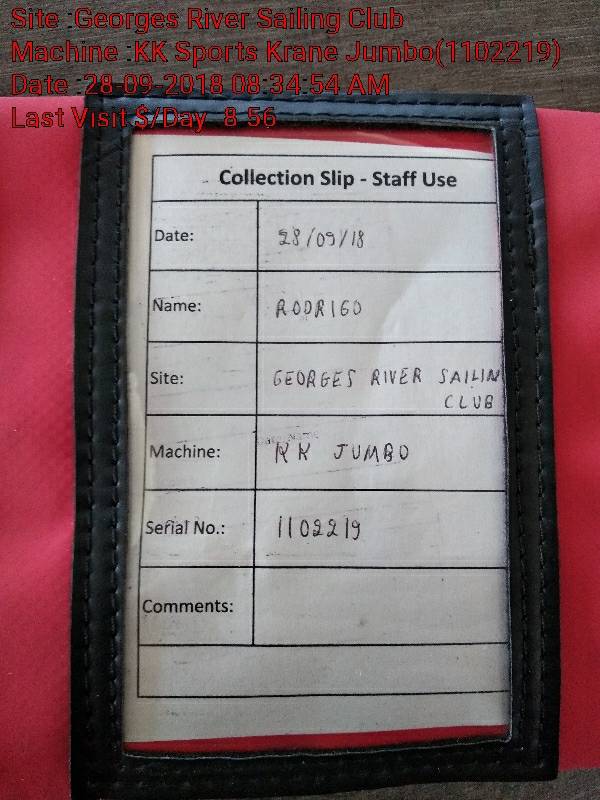 Site :Georges River Sailing Club
Machine :KK Sports Krane Jumbo(1102219)
Date :28-09-2018 08:34:54 AM
Last Visit $/Day 8.56
Collection Slip - Staff Use
Date: 28/09/18
Name: RODRIGO
Site: GEORGES RIVER SAILIN
CLUB
Machine: KK JUMBO
Serial No.: 1102219
Comments: